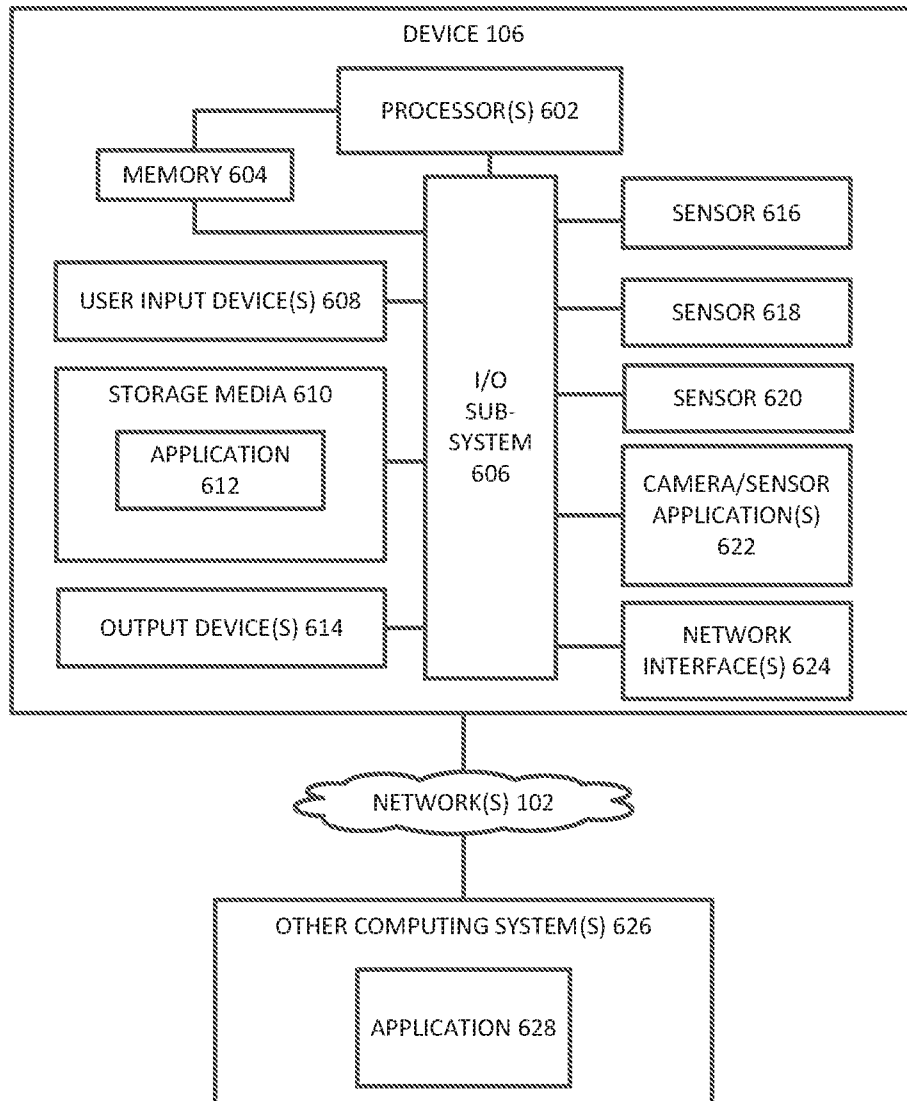 DEVICE 106
PROCESSOR(S) 602
MEMORY 604
USER INPUT DEVICE(S) 608
STORAGE MEDIA 610
APPLICATION
612
OUTPUT DEVICE(S) 614
I/O
SUB-
SYSTEM
606
SENSOR 616
SENSOR 618
SENSOR 620
CAMERA/SENSOR
APPLICATION(S)
622
NETWORK
INTERFACE(S) 624
NETWORK(S) 102
OTHER COMPUTING SYSTEM(S) 626
APPLICATION 628